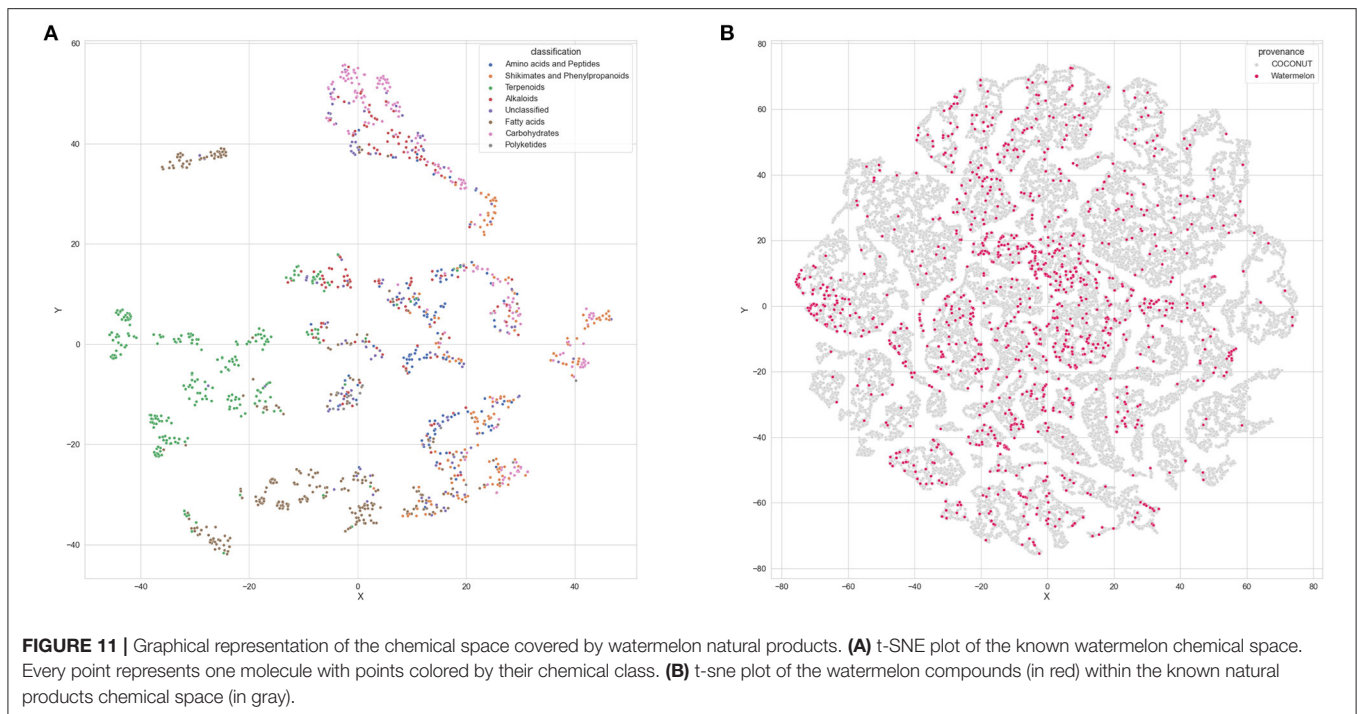 A
60
40
20
0
−20
−40
Y
−40
−20
0
20
40
X
classification
Amino acids and Peptides
Shikimates and Phenylpropanoids
Terpenoids
Alkaloids
Unclassified
Fatty acids
Carbohydrates
Polyketides
B
80
60
40
20
0
−20
−40
−60
−80
Y
−80
−60
−40
−20
0
20
40
60
80
X
provenance
COCONUT
Watermelon
FIGURE 11 | Graphical representation of the chemical space covered by watermelon natural products. (A) t-SNE plot of the known watermelon chemical space.
Every point represents one molecule with points colored by their chemical class. (B) t-sne plot of the watermelon compounds (in red) within the known natural
products chemical space (in gray).